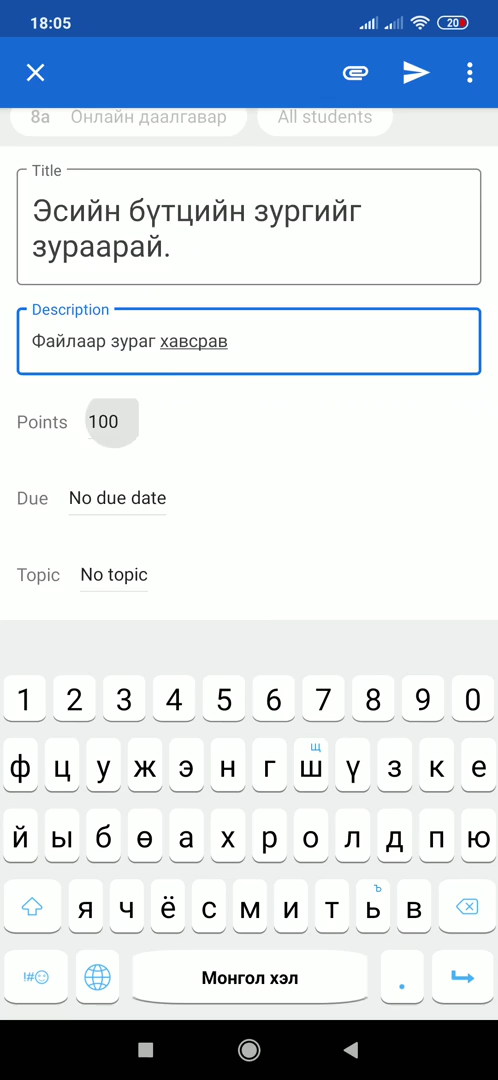 18:05
20
8a Онлайн даалгавар All students
Title
Эсийн бүтцийн зургийг
зураарай.
Description
Файлаар зураг хавсрав
Points 100
Due No due date
Topic No topic
1 2 3 4 5 6 7 8 9 0
щ
ф ц у ж э н г ш ү з к е
й ы б ө а х р о л д п ю
ъ
я ч ё с м и т ь в
!#☺ Монгол хэл .